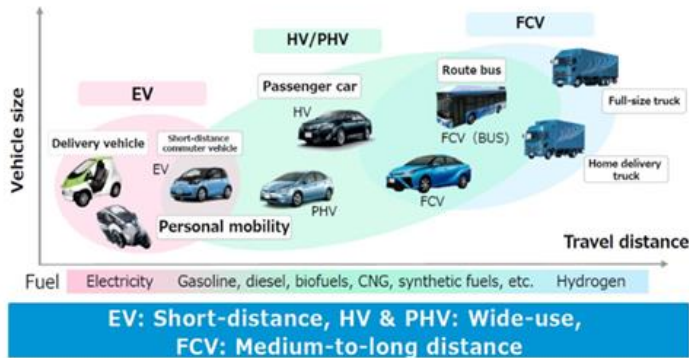 Vehicle size
EV
HV/PHV
FCV
Delivery vehicle
Short-distance
commuter vehicle
EV
Personal mobility
Passenger car
HV
PHV
Route bus
FCV (BUS)
FCV
Full-size truck
Home delivery
truck
Travel distance
Fuel Electricity Gasoline, diesel, biofuels, CNG, synthetic fuels, etc. Hydrogen
EV: Short-distance, HV & PHV: Wide-use,
FCV: Medium-to-long distance